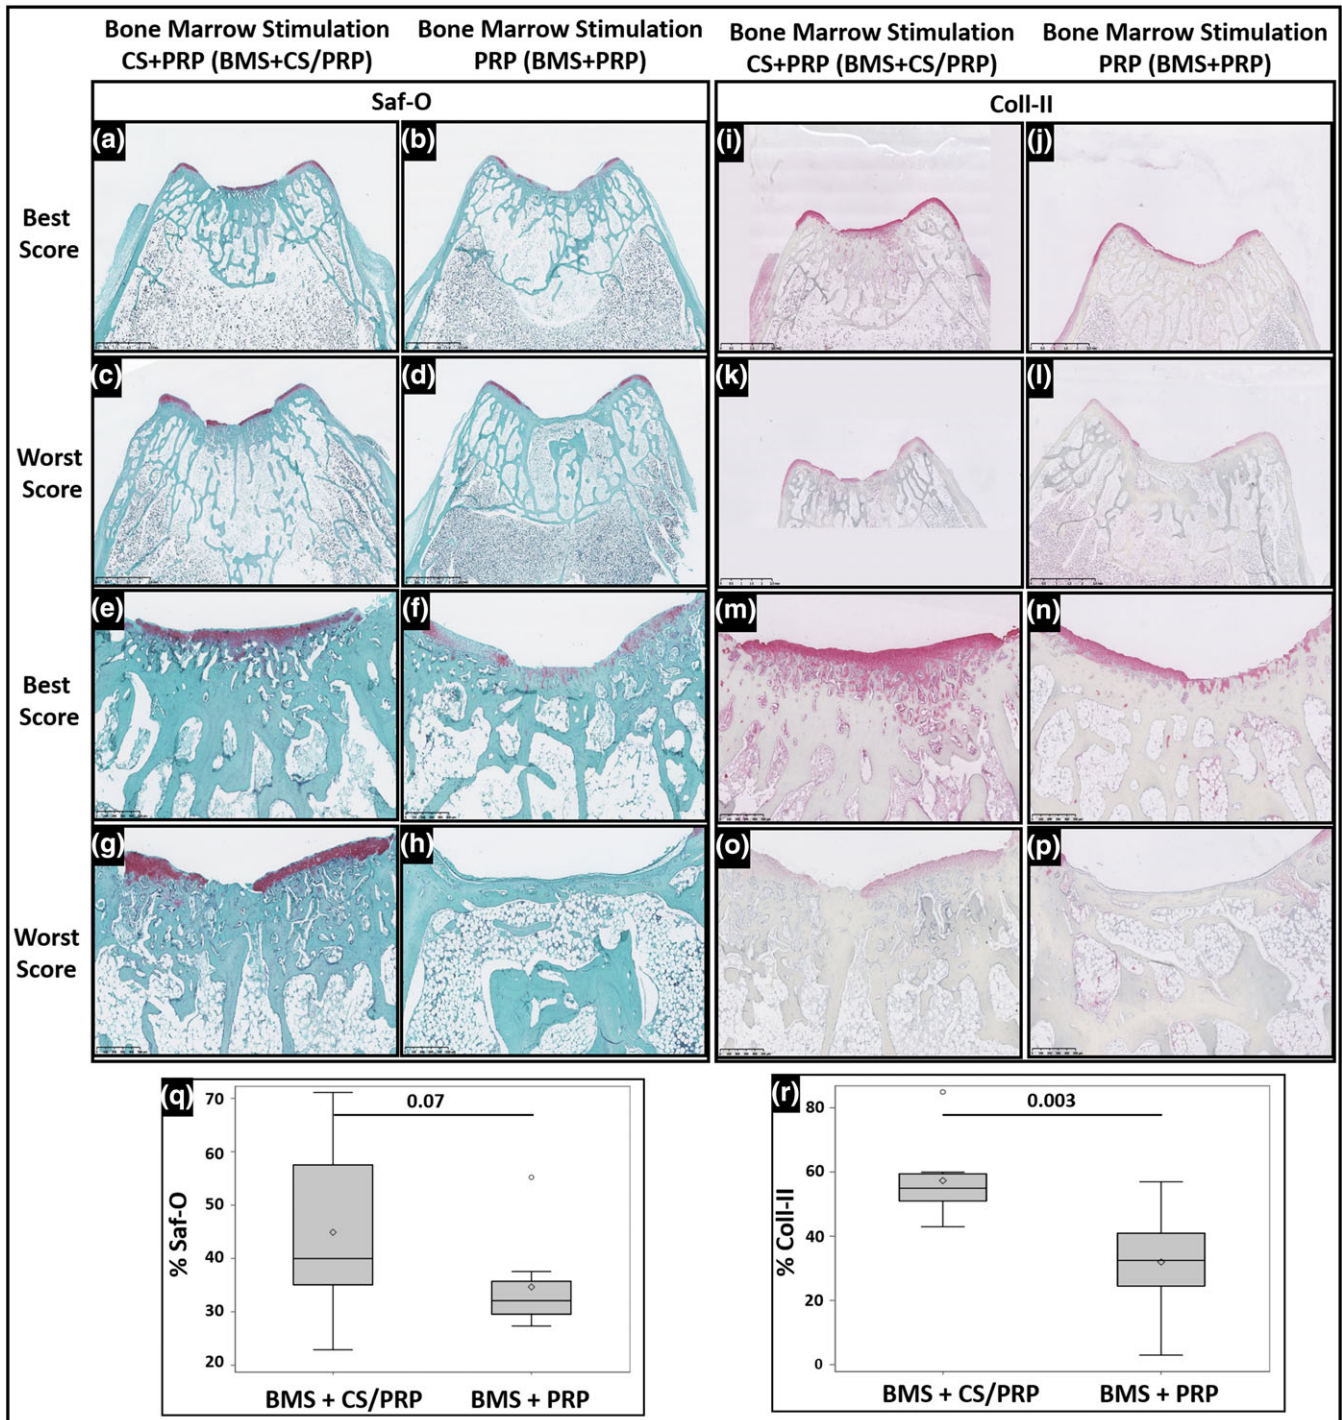 Bone Marrow Stimulation
CS+PRP (BMS+CS/PRP)
Bone Marrow Stimulation
PRP (BMS+PRP)
Bone Marrow Stimulation
CS+PRP (BMS+CS/PRP)
Bone Marrow Stimulation
PRP (BMS+PRP)
Saf-O
Coll-II
Best
Score
(a)
(b)
(i)
(j)
Worst
Score
(c)
(d)
(k)
(l)
Best
Score
(e)
(f)
(m)
(n)
Worst
Score
(g)
(h)
(o)
(p)
(q)
% Saf-O
70
60
50
40
30
20
0.07
BMS + CS/PRP
BMS + PRP
(r)
% Coll-II
80
60
40
20
0
0.003
BMS + CS/PRP
BMS + PRP